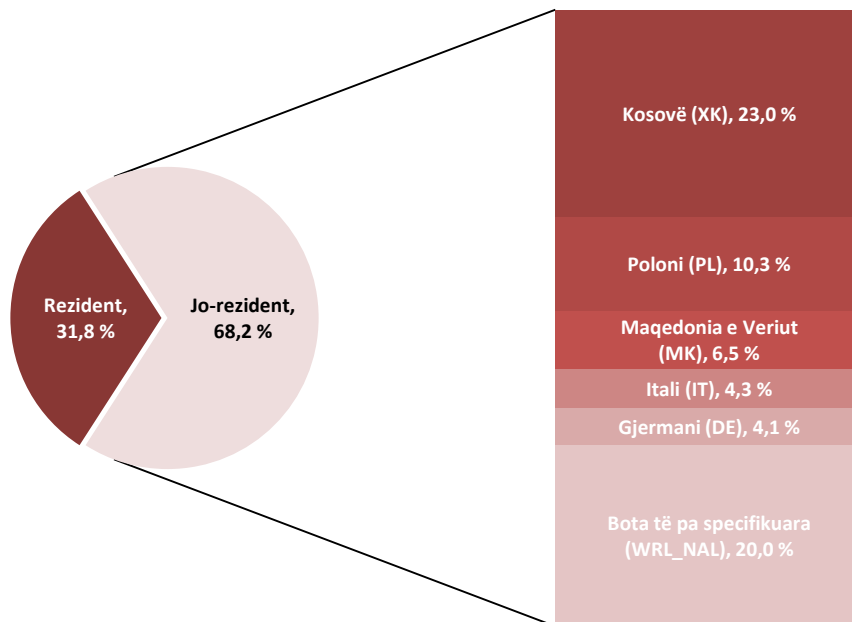 Rezident,
31,8 %
Jo-rezident,
68,2 %
Kosovë (XK), 23,0 %
Poloni (PL), 10,3 %
Maqedonia e Veriut
(MK), 6,5 %
Itali (IT), 4,3 %
Gjermani (DE), 4,1 %
Bota të pa specifikuara
(WRL_NAL), 20,0 %